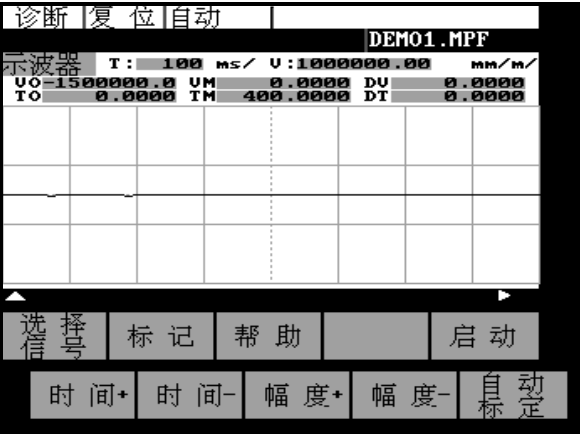 诊断 复 位 自动
DEMO1.MPF
示波器 T: 100 ms/ V:1000000.00 mm/m/
VO-1500000.0 VM 0.0000 DV 0.0000
TO 0.0000 TM 400.0000 DT 0.0000
选择信号 标记 帮助 启动
时间+ 时间- 幅度+ 幅度- 自动标定